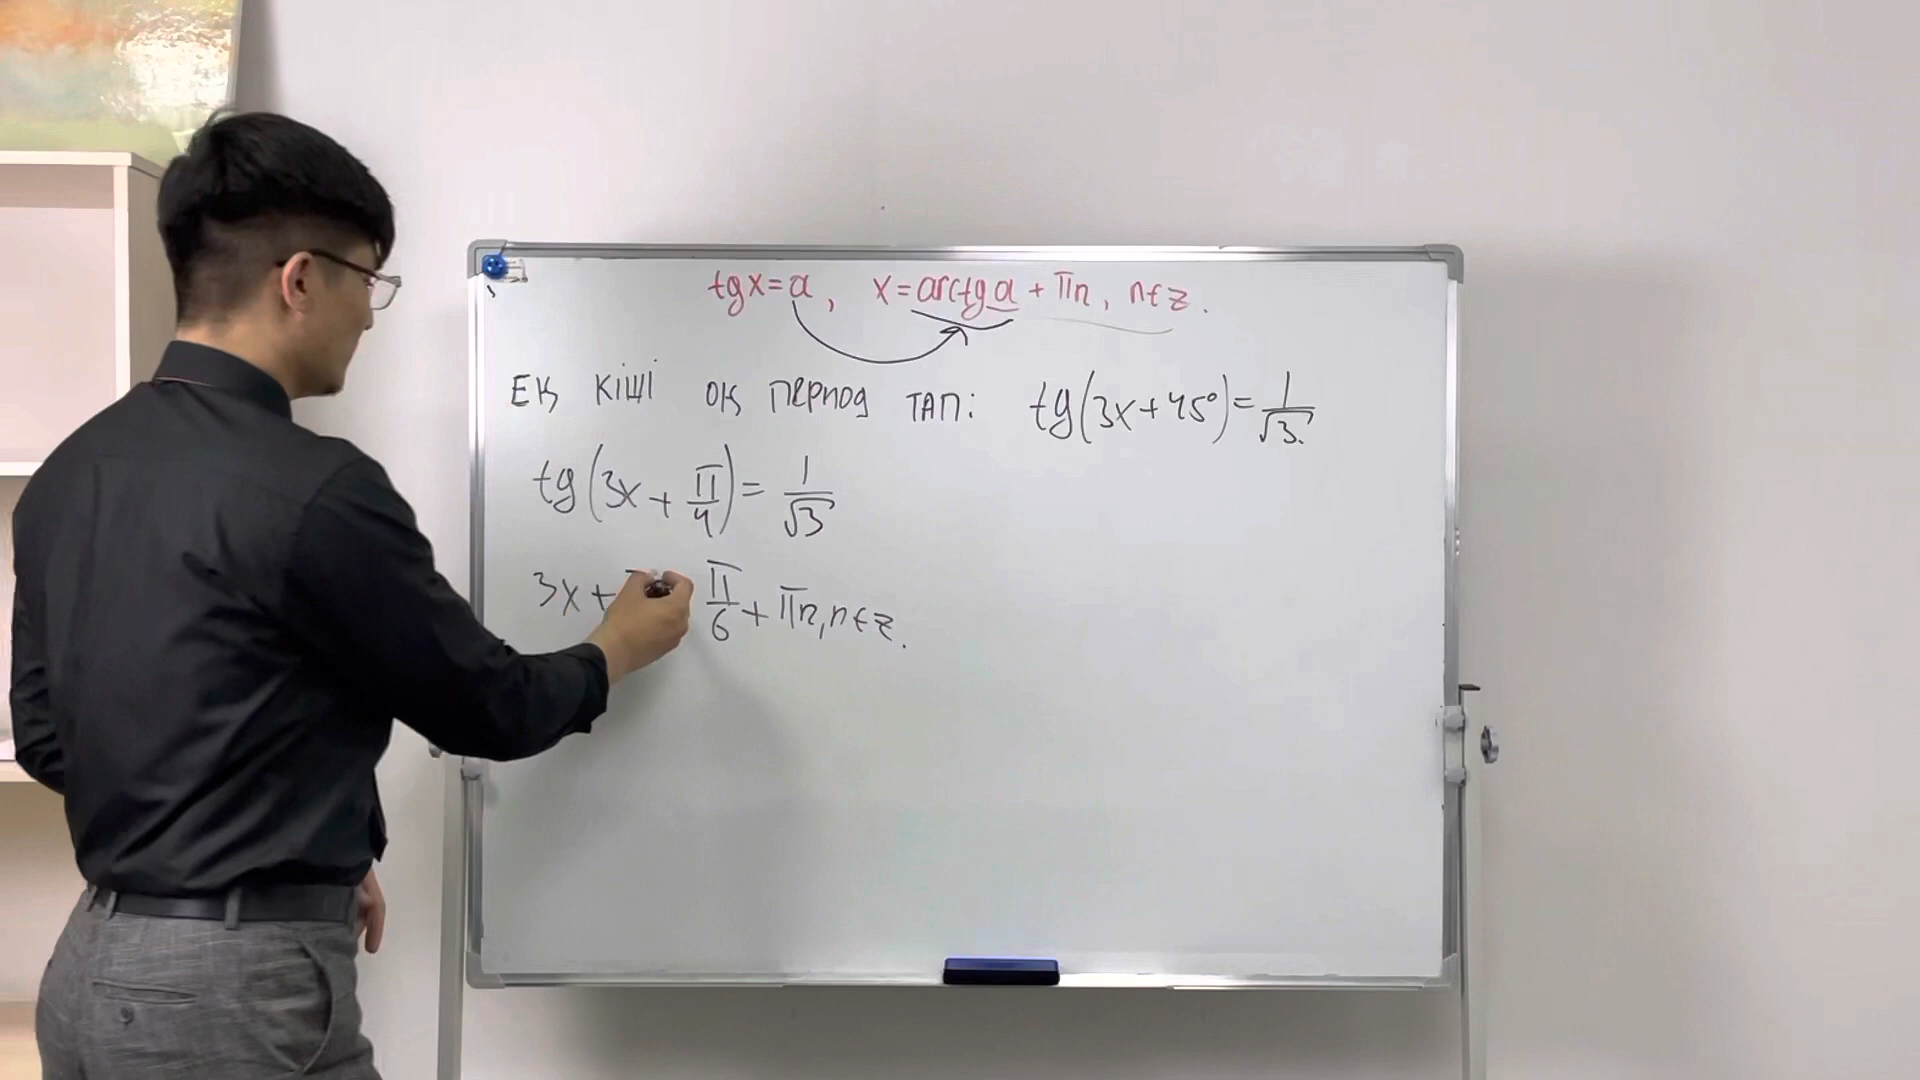 tgx=a, x=arctga + πn, n∈z.
Ең кіші оң период тап: tg(3x+45°)=1/√3.
tg(3x + π/4) = 1/√3
3x + π/6 + πn, n∈z.